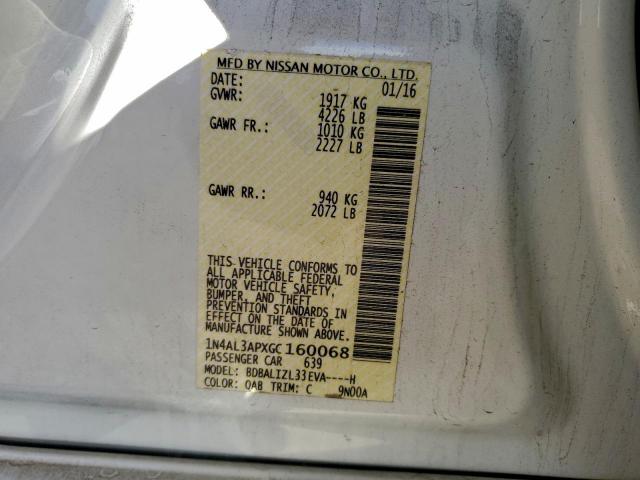 MFD BY NISSAN MOTOR CO., LTD.
DATE: 01/16
GVWR: 1917 KG
4226 LB
GAWR FR.: 1010 KG
2227 LB
GAWR RR.: 940 KG
2072 LB
THIS VEHICLE CONFORMS TO
ALL APPLICABLE FEDERAL
MOTOR VEHICLE SAFETY,
BUMPER, AND THEFT
PREVENTION STANDARDS IN
EFFECT ON THE DATE OF
MANUFACTURE SHOWN ABOVE.
1N4AL3APXGC160068
PASSENGER CAR 639
MODEL: BDBALIZL33EVA----H
COLOR: QAB TRIM: C 9N00A